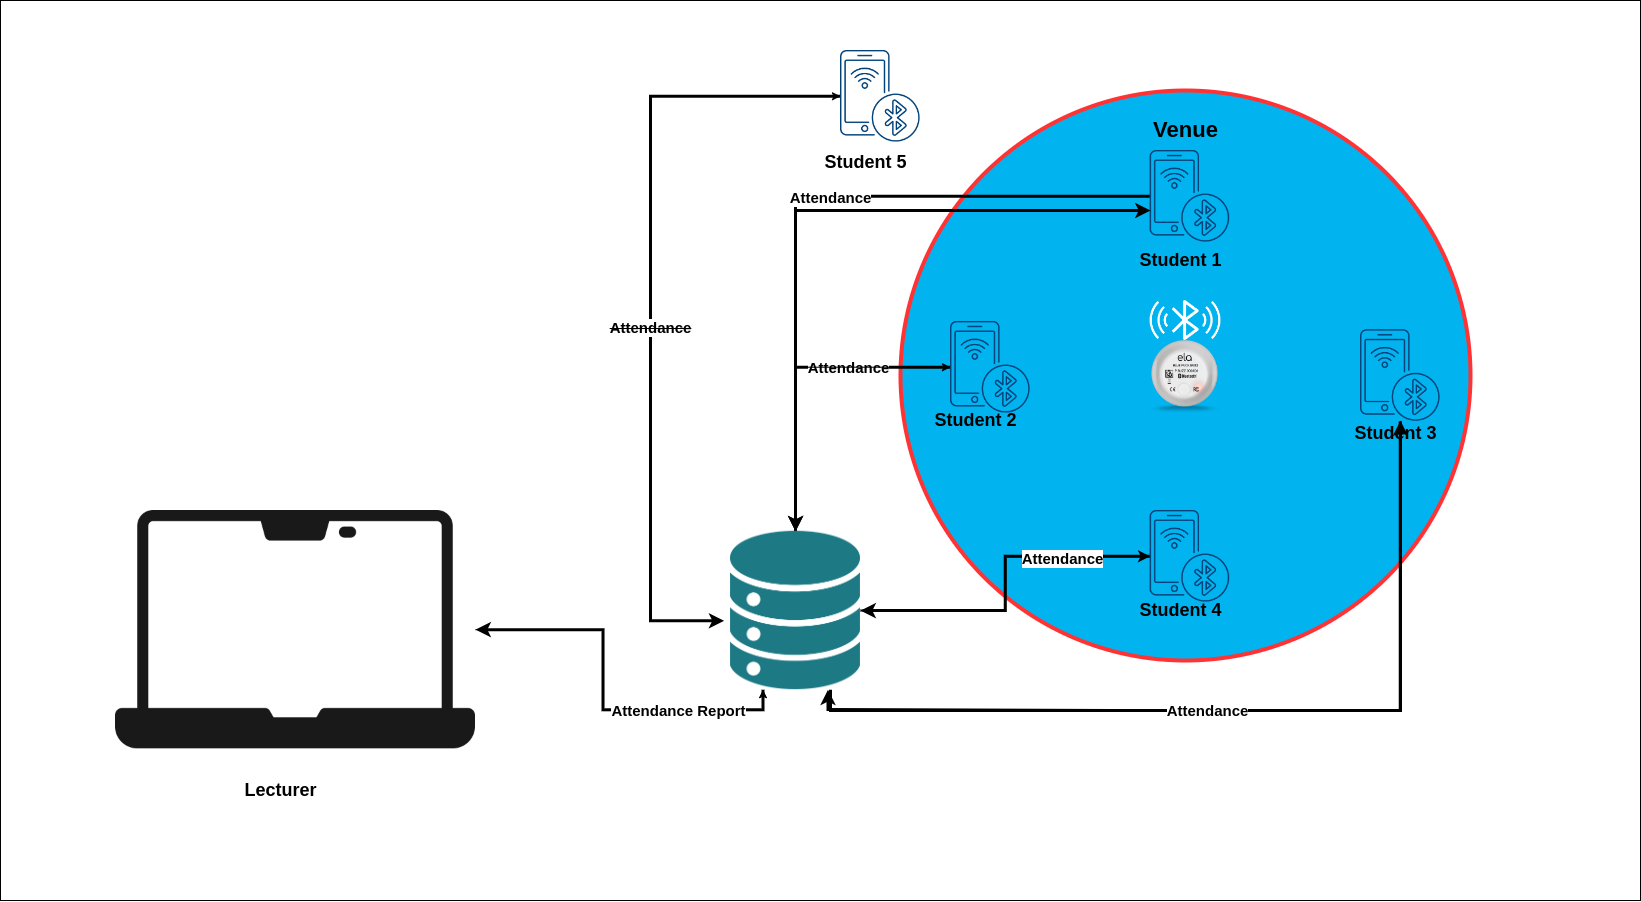 Student 5
Venue
Attendance
Student 1
Attendance
ela
Attendance
Student 2
Student 3
Attendance
Student 4
Attendance Report
Attendance
Lecturer